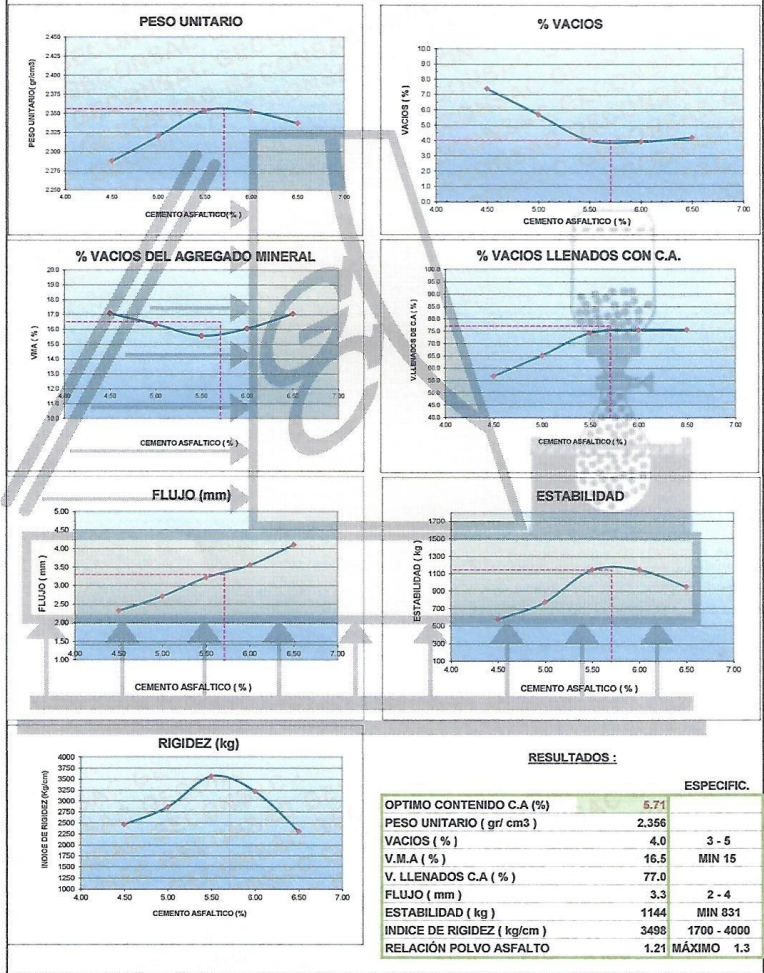 PESO UNITARIO
PESO UNITARIO( gr/cm3)
2.450
2.425
2.400
2.375
2.350
2.325
2.300
2.275
2.250
4.00 4.50 5.00 5.50 6.00 6.50 7.00
CEMENTO ASFALTICO( % )
% VACIOS
VACIOS ( % )
10.0
9.0
8.0
7.0
6.0
5.0
4.0
3.0
2.0
1.0
0.0
4.00 4.50 5.00 5.50 6.00 6.50 7.00
CEMENTO ASFALTICO ( % )
% VACIOS DEL AGREGADO MINERAL
VMA ( % )
20.0
19.0
18.0
17.0
16.0
15.0
14.0
13.0
12.0
11.0
10.0
4.00 4.50 5.00 5.50 6.00 6.50 7.00
CEMENTO ASFALTICO ( % )
% VACIOS LLENADOS CON C.A.
V.LLENADOS DE C.A ( % )
100.0
95.0
90.0
85.0
80.0
75.0
70.0
65.0
60.0
55.0
50.0
45.0
40.0
4.00 4.50 5.00 5.50 6.00 6.50 7.00
CEMENTO ASFALTICO ( % )
FLUJO (mm)
FLUJO ( mm )
5.00
4.50
4.00
3.50
3.00
2.50
2.00
1.50
1.00
4.00 4.50 5.00 5.50 6.00 6.50 7.00
CEMENTO ASFALTICO ( % )
ESTABILIDAD
ESTABILIDAD ( kg )
1700
1500
1300
1100
900
700
500
300
100
4.00 4.50 5.00 5.50 6.00 6.50 7.00
CEMENTO ASFALTICO ( % )
RIGIDEZ (kg)
INDICE DE RIGIDEZ (Kg/cm)
4000
3750
3500
3250
3000
2750
2500
2250
2000
1750
1500
1250
1000
4.00 4.50 5.00 5.50 6.00 6.50 7.00
CEMENTO ASFALTICO (%)
RESULTADOS :
ESPECIFIC.
OPTIMO CONTENIDO C.A (%) 5.71
PESO UNITARIO ( gr/ cm3 ) 2.356
VACIOS ( % ) 4.0 3 - 5
V.M.A ( % ) 16.5 MIN 15
V. LLENADOS C.A ( % ) 77.0
FLUJO ( mm ) 3.3 2 - 4
ESTABILIDAD ( kg ) 1144 MIN 831
INDICE DE RIGIDEZ ( kg/cm ) 3498 1700 - 4000
RELACIÓN POLVO ASFALTO 1.21 MÁXIMO 1.3